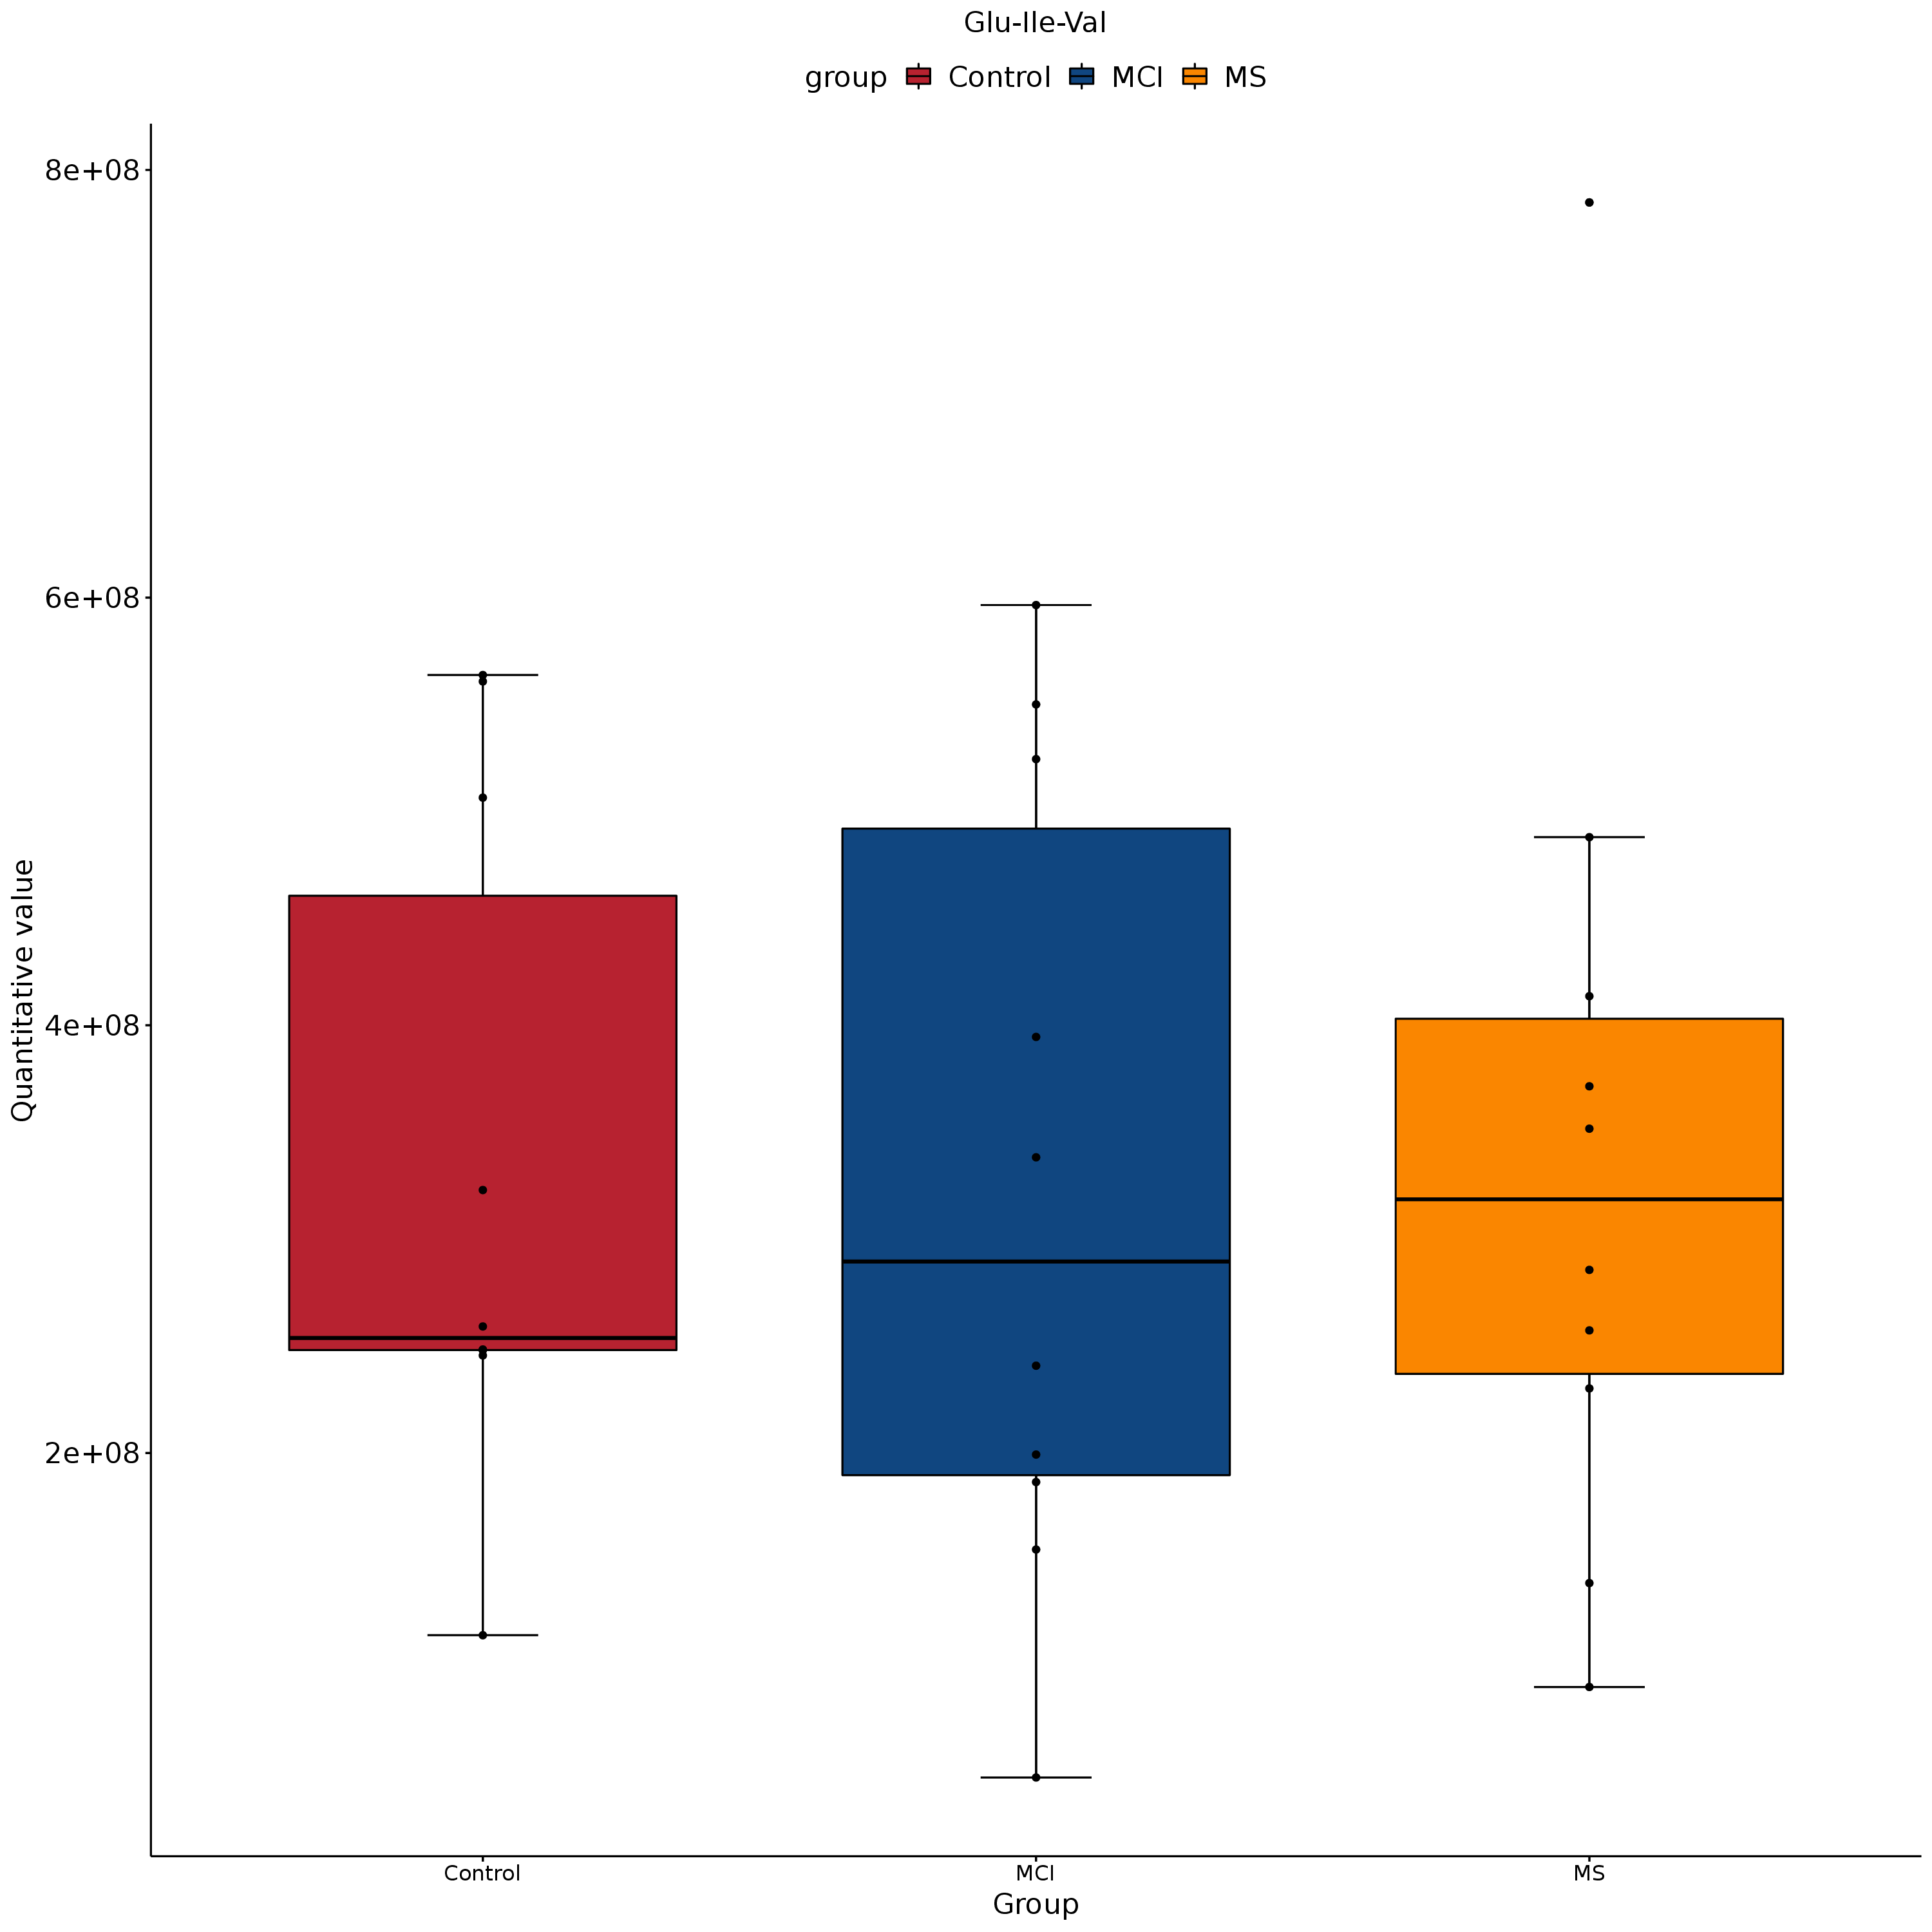 Glu-Ile-Val
group Control MCI MS
8e+08
6e+08
4e+08
2e+08
Quantitative value
Control MCI MS
Group